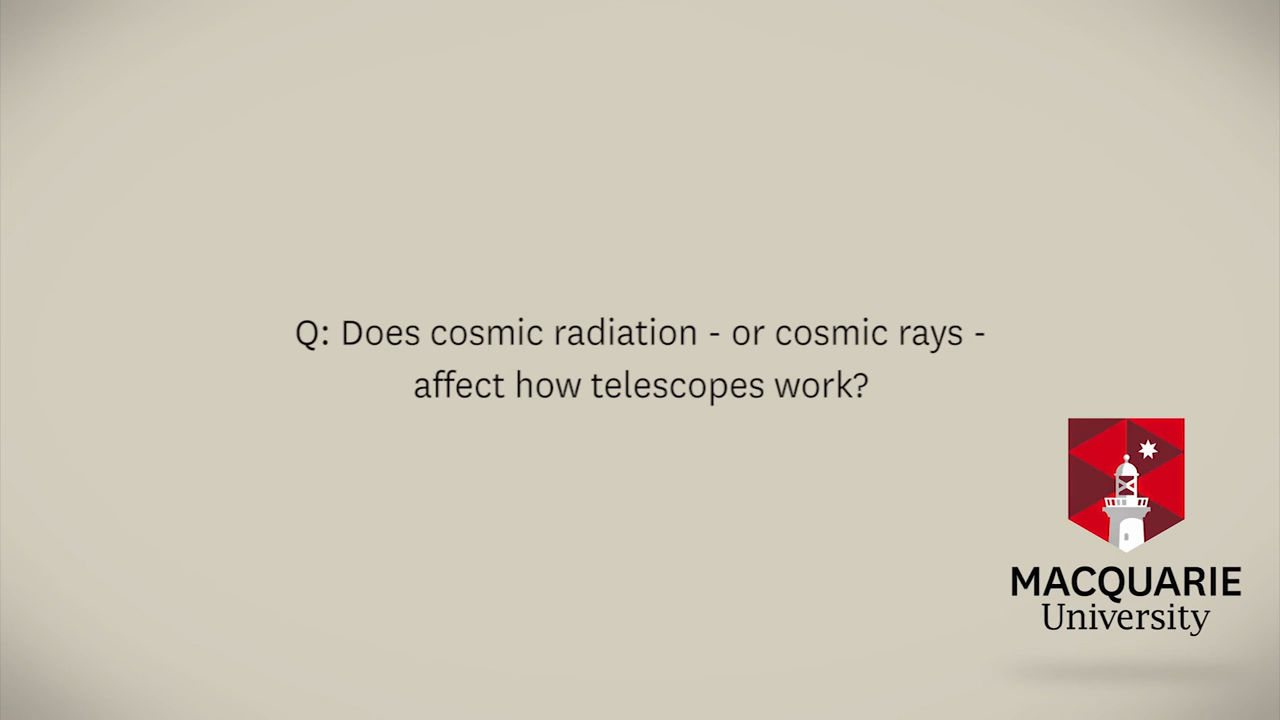 Q: Does cosmic radiation - or cosmic rays -
affect how telescopes work?
MACQUARIE
University